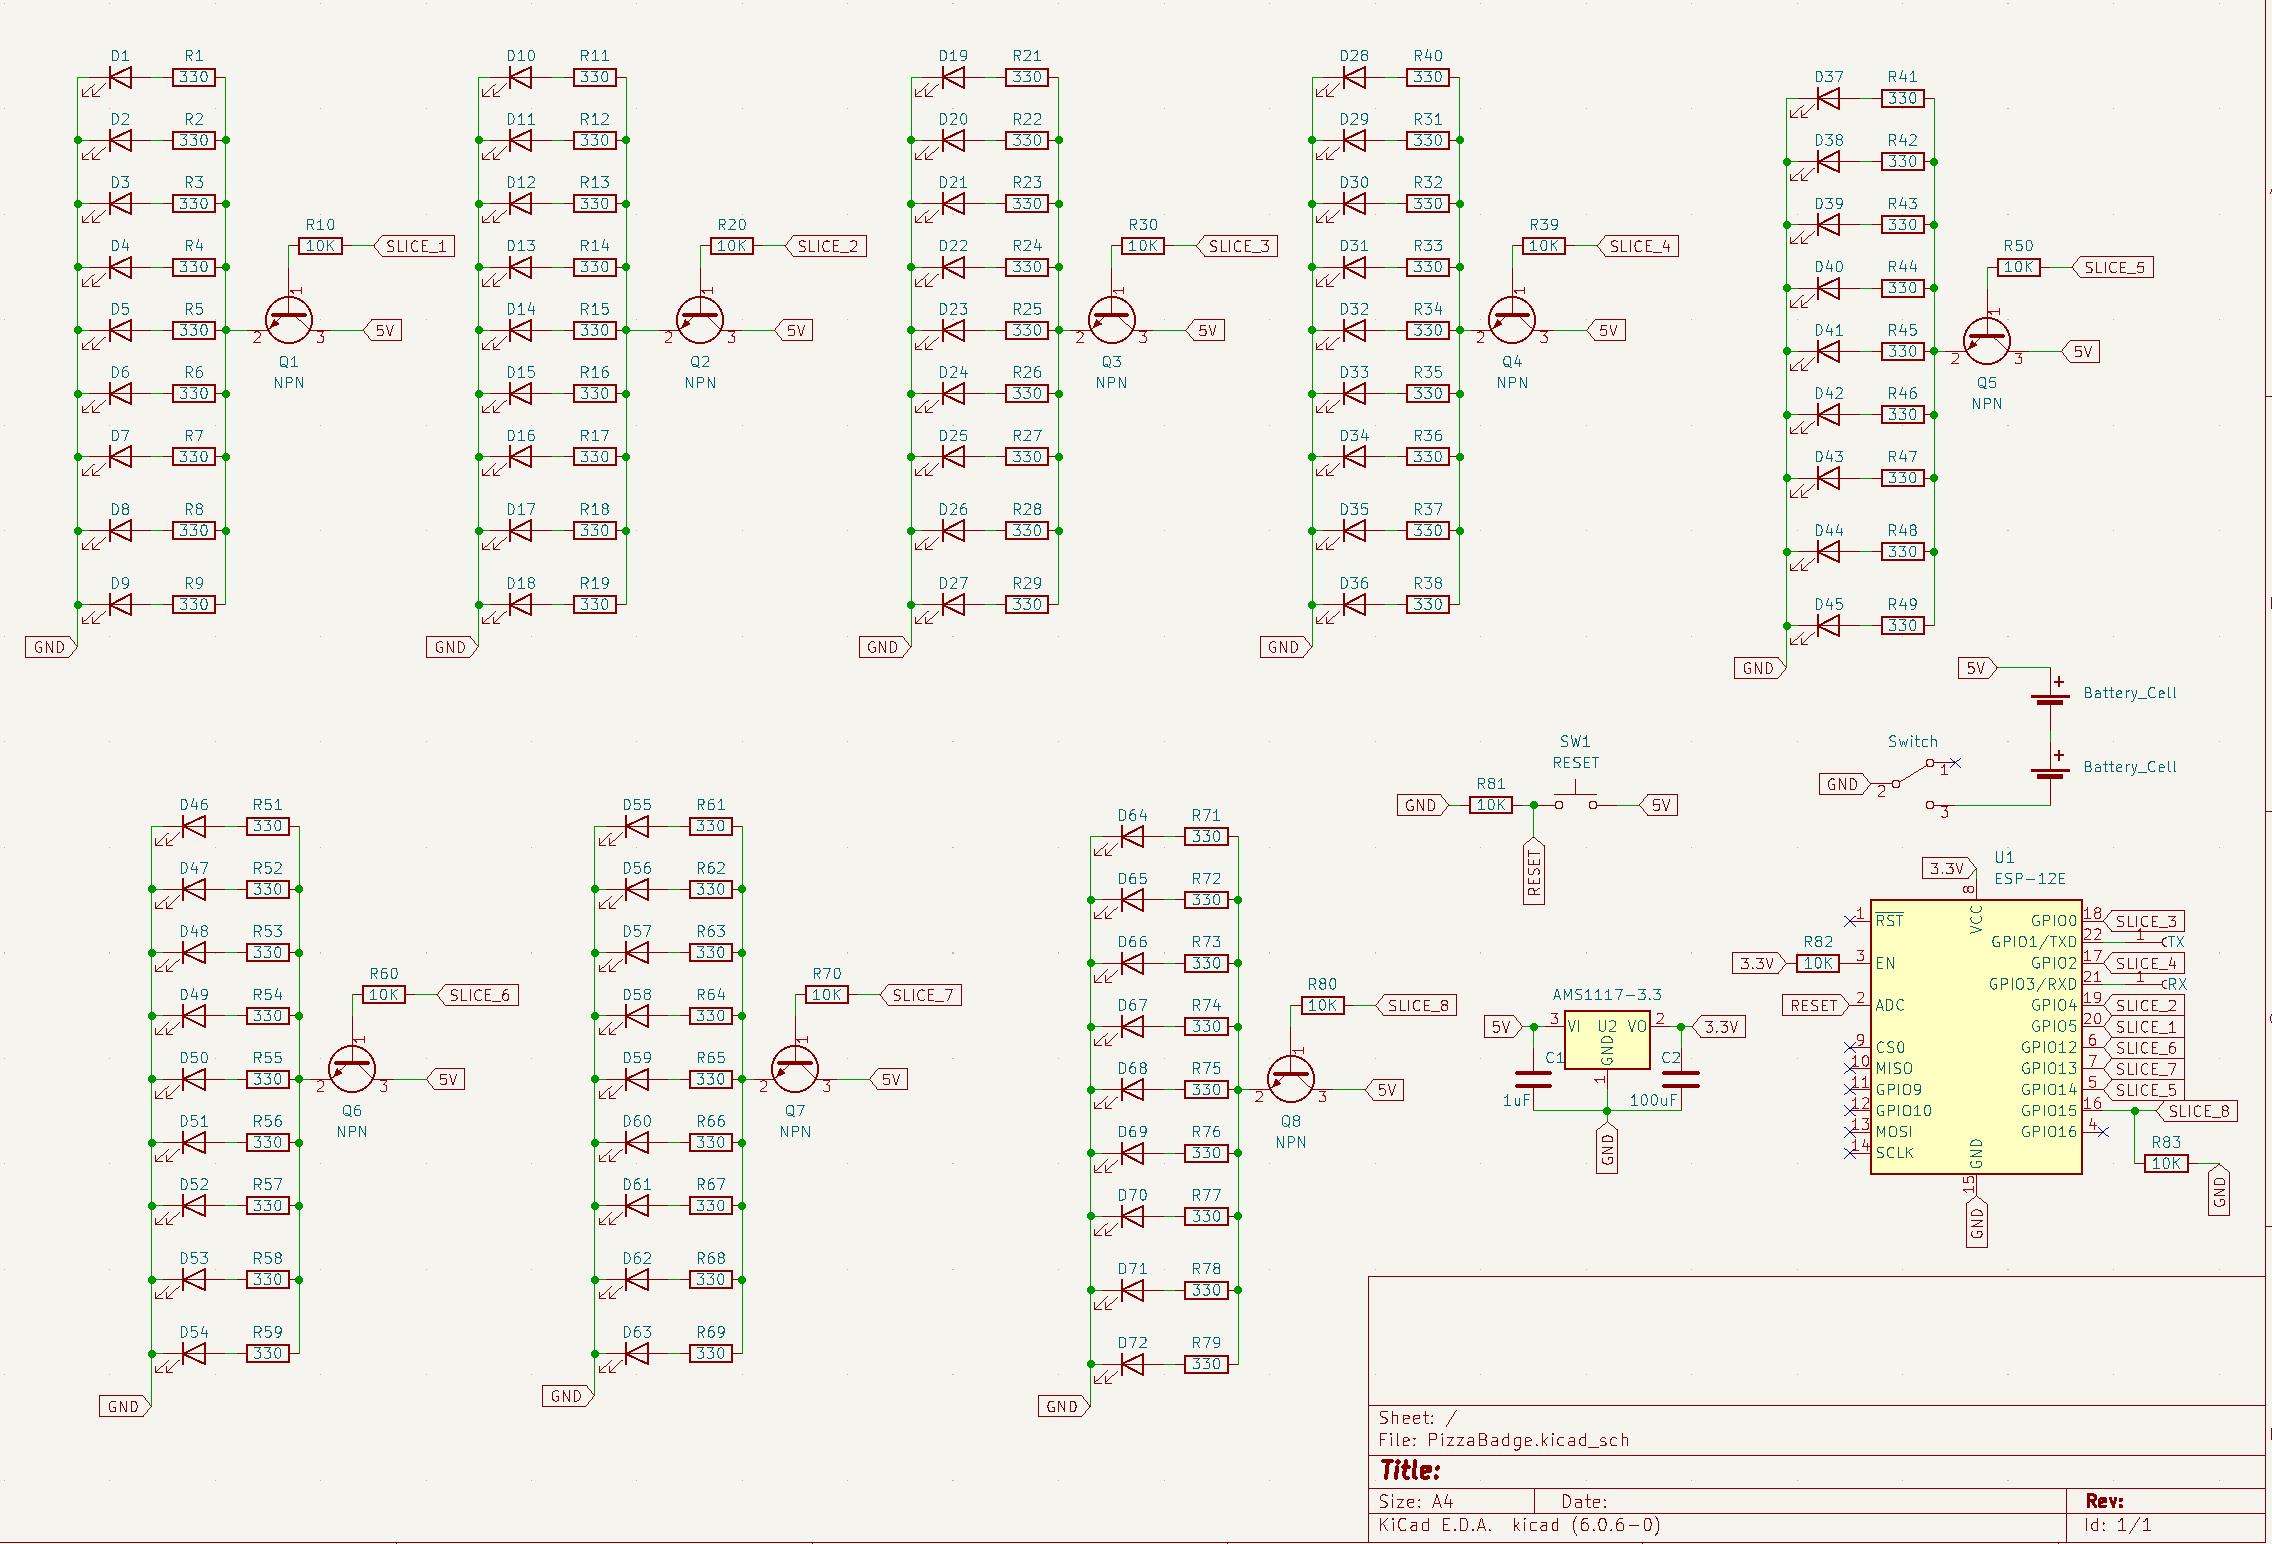 D1 R1 D10 R11 D19 R21 D28 R40
330 330 330 330
D37 R41
330
D2 R2 D11 R12 D20 R22 D29 R31
330 330 330 330
D38 R42
330
D3 R3 D12 R13 D21 R23 D30 R32
330 330 330 330
D39 R43
330
R10 R20 R30 R39
D4 R4 D13 R14 D22 R24 D31 R33
10K SLICE_1 10K SLICE_2 10K SLICE_3 10K SLICE_4
R50
330 330 330 330
D40 R44
10K SLICE_5
330
1 1 1 1
D5 R5 D14 R15 D23 R25 D32 R34
1
330 330 330 330
5V 5V 5V 5V
2 3 2 3 2 3 2 3
D41 R45
330
5V
2 3
Q1 Q2 Q3 Q4
NPN NPN NPN NPN
Q5
NPN
D6 R6 D15 R16 D24 R26 D33 R35
330 330 330 330
D42 R46
330
D7 R7 D16 R17 D25 R27 D34 R36
330 330 330 330
D43 R47
330
D8 R8 D17 R18 D26 R28 D35 R37
330 330 330 330
D44 R48
330
D9 R9 D18 R19 D27 R29 D36 R38
330 330 330 330
D45 R49
330
GND GND GND GND
GND
5V
+
Battery_Cell
+
Battery_Cell
Switch
1
GND 2
3
SW1
RESET
R81
GND 10K 5V
RESET
D46 R51 D55 R61
330 330
D64 R71
330
D47 R52 D56 R62
330 330
D65 R72
330
D48 R53 D57 R63
330 330
D66 R73
330
R60 R70
10K SLICE_6 10K SLICE_7
R80
10K SLICE_8
D49 R54 D58 R64
330 330
D67 R74
330
1 1
1
D50 R55 D59 R65
330 330
5V 5V
2 3 2 3
D68 R75
330
5V
2 3
Q6 Q7
NPN NPN
Q8
NPN
D51 R56 D60 R66
330 330
D69 R76
330
D52 R57 D61 R67
330 330
D70 R77
330
D53 R58 D62 R68
330 330
D71 R78
330
D54 R59 D63 R69
330 330
D72 R79
330
GND GND
GND
AMS1117-3.3
5V 3 VI U2 VO 2 3.3V
GND
C1 C2
1
1uF 100uF
GND
U1
3.3V
ESP-12E
8
VCC
1 RST
GPIO0 18 SLICE_3
R82
GPIO1/TXD 22 1 TX
3.3V 10K 3 EN
GPIO2 17 SLICE_4
GPIO3/RXD 21 1 RX
RESET 2 ADC
GPIO4 19 SLICE_2
GPIO5 20 SLICE_1
9 CS0
GPIO12 6 SLICE_6
10 MISO
GPIO13 7 SLICE_7
11 GPIO9
GPIO14 5 SLICE_5
12 GPIO10
GPIO15 16 SLICE_8
13 MOSI
GPIO16 4
14 SCLK
GND
15
GND
R83
10K
GND
Sheet: /
File: PizzaBadge.kicad_sch
Title:
Size: A4 Date: Rev:
KiCad E.D.A. kicad (6.0.6-0) Id: 1/1